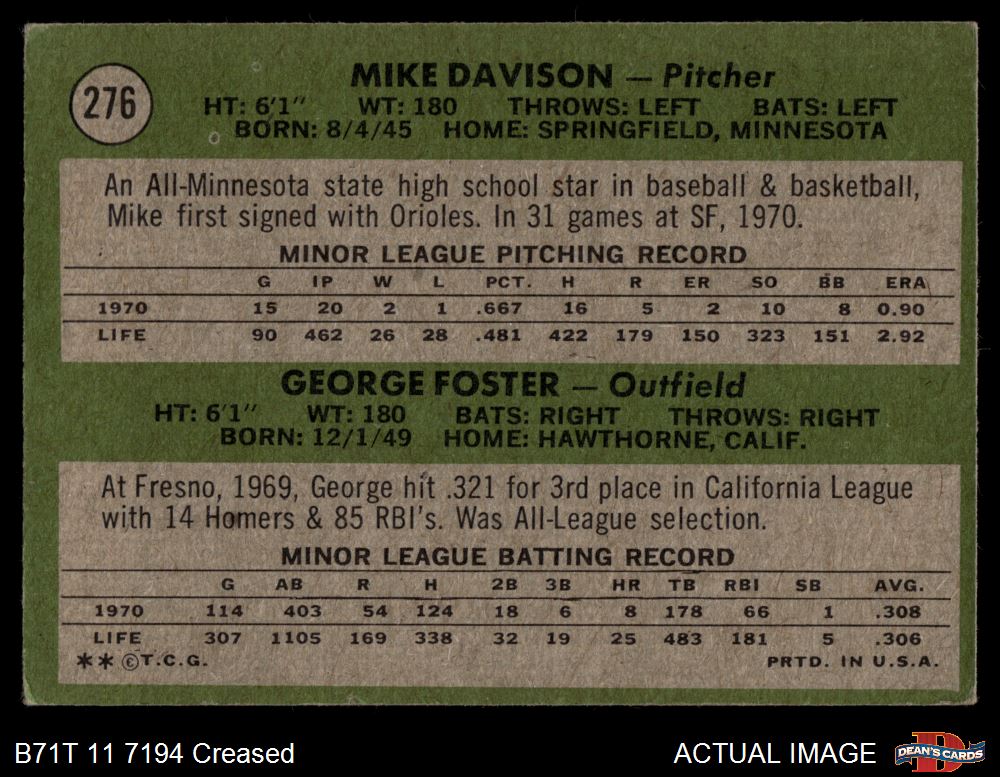 276
MIKE DAVISON — Pitcher
HT: 6'1" WT: 180 THROWS: LEFT BATS: LEFT
BORN: 8/4/45 HOME: SPRINGFIELD, MINNESOTA
An All-Minnesota state high school star in baseball & basketball,
Mike first signed with Orioles. In 31 games at SF, 1970.
MINOR LEAGUE PITCHING RECORD
G IP W L PCT. H R ER SO BB ERA
1970 15 20 2 1 .667 16 5 2 10 8 0.90
LIFE 90 462 26 28 .481 422 179 150 323 151 2.92
GEORGE FOSTER — Outfield
HT: 6'1" WT: 180 BATS: RIGHT THROWS: RIGHT
BORN: 12/1/49 HOME: HAWTHORNE, CALIF.
At Fresno, 1969, George hit .321 for 3rd place in California League
with 14 Homers & 85 RBI's. Was All-League selection.
MINOR LEAGUE BATTING RECORD
G AB R H 2B 3B HR TB RBI SB AVG.
1970 114 403 54 124 18 6 8 178 66 1 .308
LIFE 307 1105 169 338 32 19 25 483 181 5 .306
** ©T.C.G. PRTD. IN U.S.A.
B71T 11 7194 Creased ACTUAL IMAGE DEAN'S CARDS